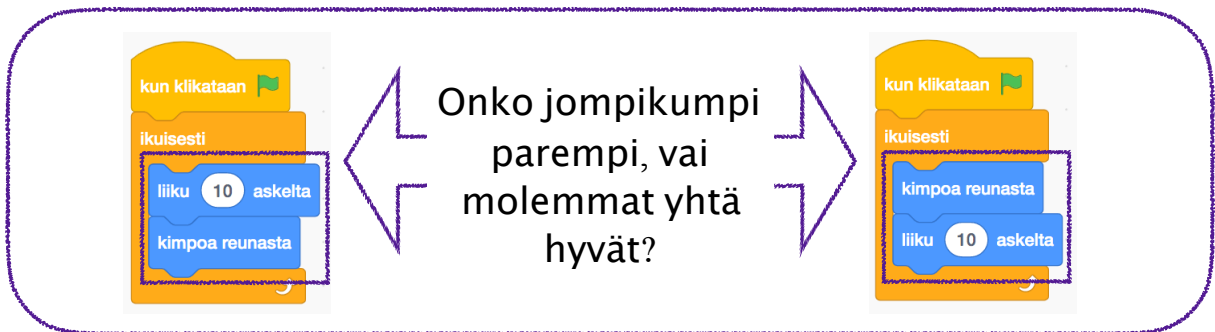 kun klikataan
ikuisesti
liiku 10 askelta
kimpoa reunasta
Onko jompikumpi
parempi, vai
molemmat yhtä
hyvät?
kun klikataan
ikuisesti
kimpoa reunasta
liiku 10 askelta